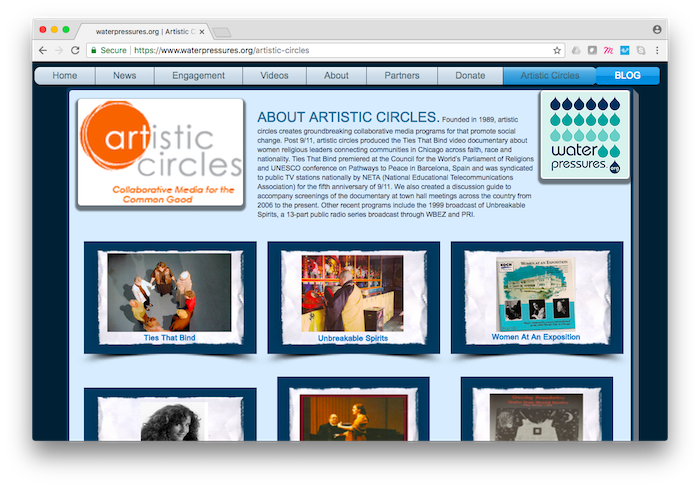 waterpressures.org | Artistic C
Secure | https://www.waterpressures.org/artistic-circles
Home News Engagement Videos About Partners Donate Artistic Circles BLOG
artistic
circles
Collaborative Media for the
Common Good
ABOUT ARTISTIC CIRCLES. Founded in 1989, artistic
circles creates groundbreaking collaborative media programs for that promote social
change. Post 9/11, artistic circles produced the Ties That Bind video documentary about
women religious leaders connecting communities in Chicago across faith, race and
nationality. Ties That Bind premiered at the Council for the World's Parliament of Religions
and UNESCO conference on Pathways to Peace in Barcelona, Spain and was syndicated
to public TV stations nationally by NETA (National Educational Telecommunications
Association) for the fifth anniversary of 9/11. We also created a discussion guide to
accompany screenings of the documentary at town hall meetings across the country from
2006 to the present. Other recent programs include the 1999 broadcast of Unbreakable
Spirits, a 13-part public radio series broadcast through WBEZ and PRI.
water
pressures.org
WOMEN AT AN EXPOSITION
KOCH
Ties That Bind
Unbreakable Spirits
Women At An Exposition